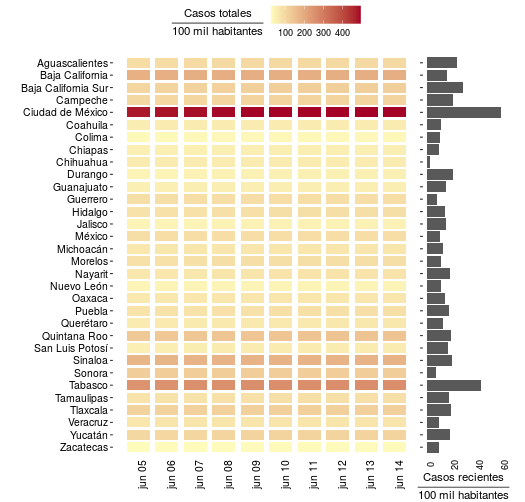 Casos totales
100 mil habitantes
100 200 300 400
Aguascalientes
Baja California
Baja California Sur
Campeche
Ciudad de México
Coahuila
Colima
Chiapas
Chihuahua
Durango
Guanajuato
Guerrero
Hidalgo
Jalisco
México
Michoacán
Morelos
Nayarit
Nuevo León
Oaxaca
Puebla
Querétaro
Quintana Roo
San Luis Potosí
Sinaloa
Sonora
Tabasco
Tamaulipas
Tlaxcala
Veracruz
Yucatán
Zacatecas
jun 05 jun 06 jun 07 jun 08 jun 09 jun 10 jun 11 jun 12 jun 13 jun 14
0 20 40 60
Casos recientes
100 mil habitantes